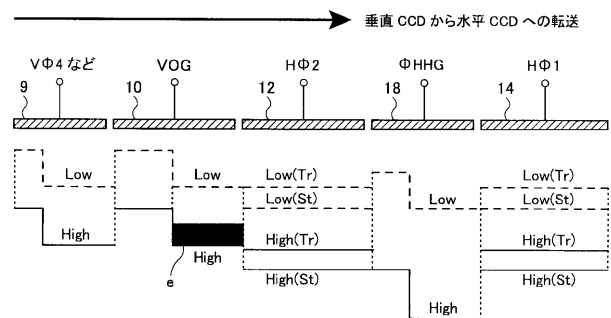 垂直 CCD から水平 CCD への転送
VΦ4 など VOG HΦ2 ΦHHG HΦ1
9 10 12 18 14
Low Low Low(Tr) Low Low(Tr)
Low(St) Low(St)
High High High(Tr) High(Tr)
e High(St) High High(St)